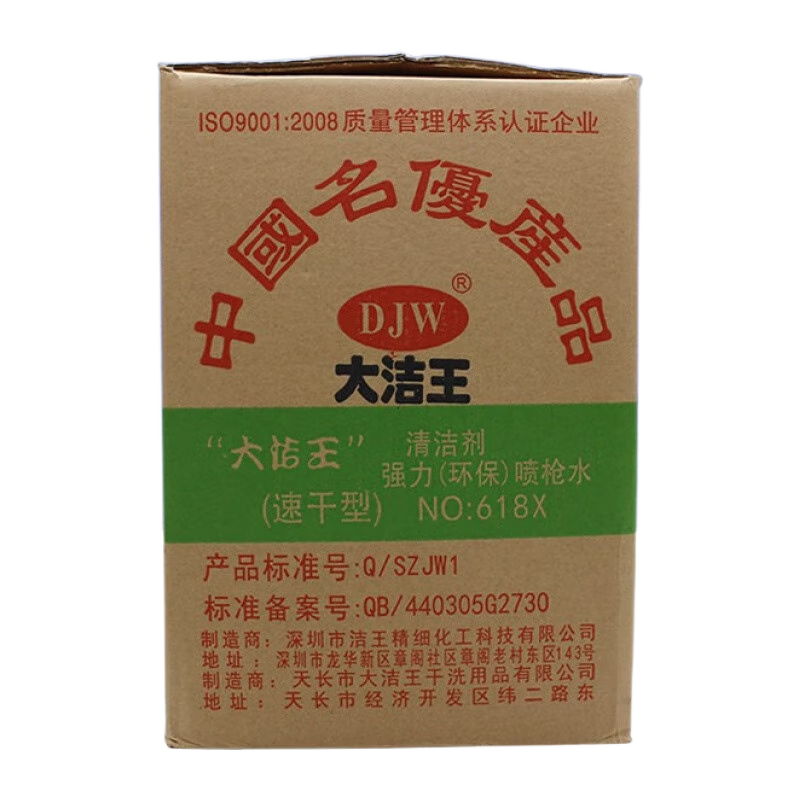 ISO9001:2008质量管理体系认证企业
中國名優產品
DJW®
大洁王
“大洁王”
清洁剂
强力(环保)喷枪水
(速干型) NO:618X
产品标准号:Q/SZJW1
标准备案号:QB/440305G2730
制造商：深圳市洁王精细化工科技有限公司
地址：深圳市龙华新区章阁社区章阁老村东区143号
制造商：天长市大洁王干洗用品有限公司
地址：天长市经济开发区纬二路东